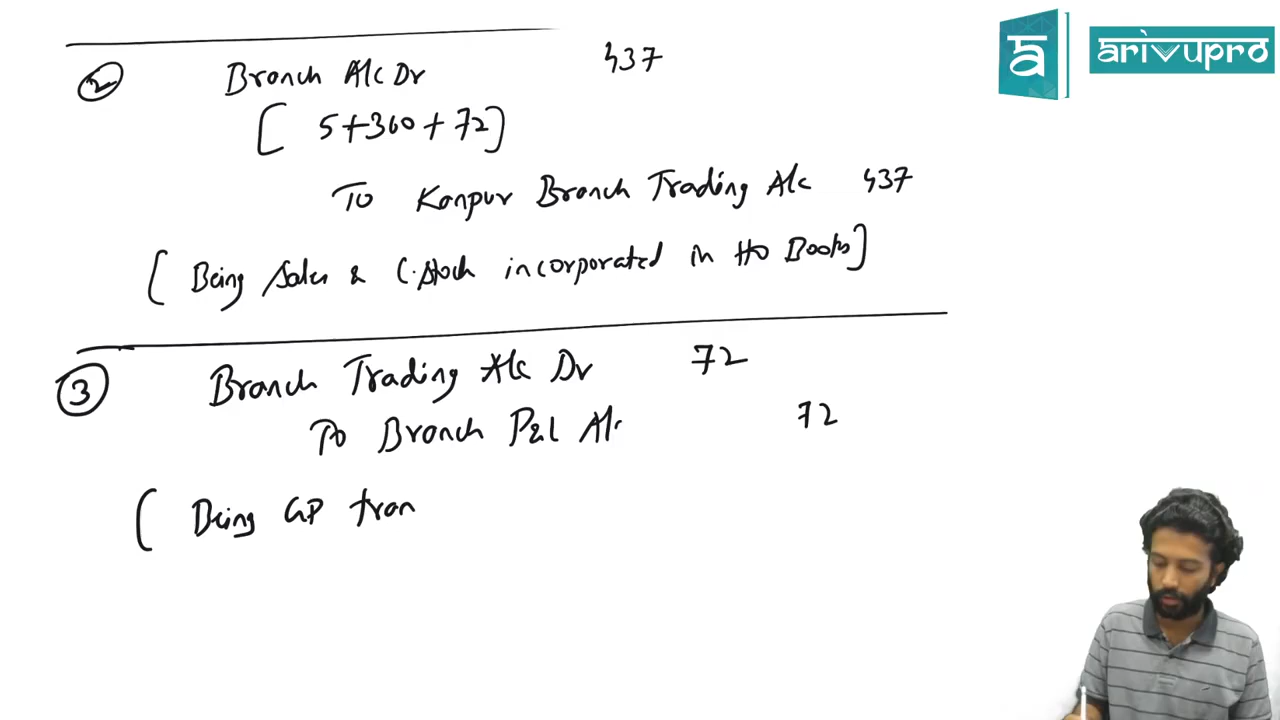 a
arivupro
2 Branch A/c Dr 437
[ 5+360+72]
To Kanpur Branch Trading A/c 437
[ Being Sales & C.Stock incorporated in HO Books]
3 Branch Trading A/c Dr 72
To Branch P&L A/c 72
( Being GP tran